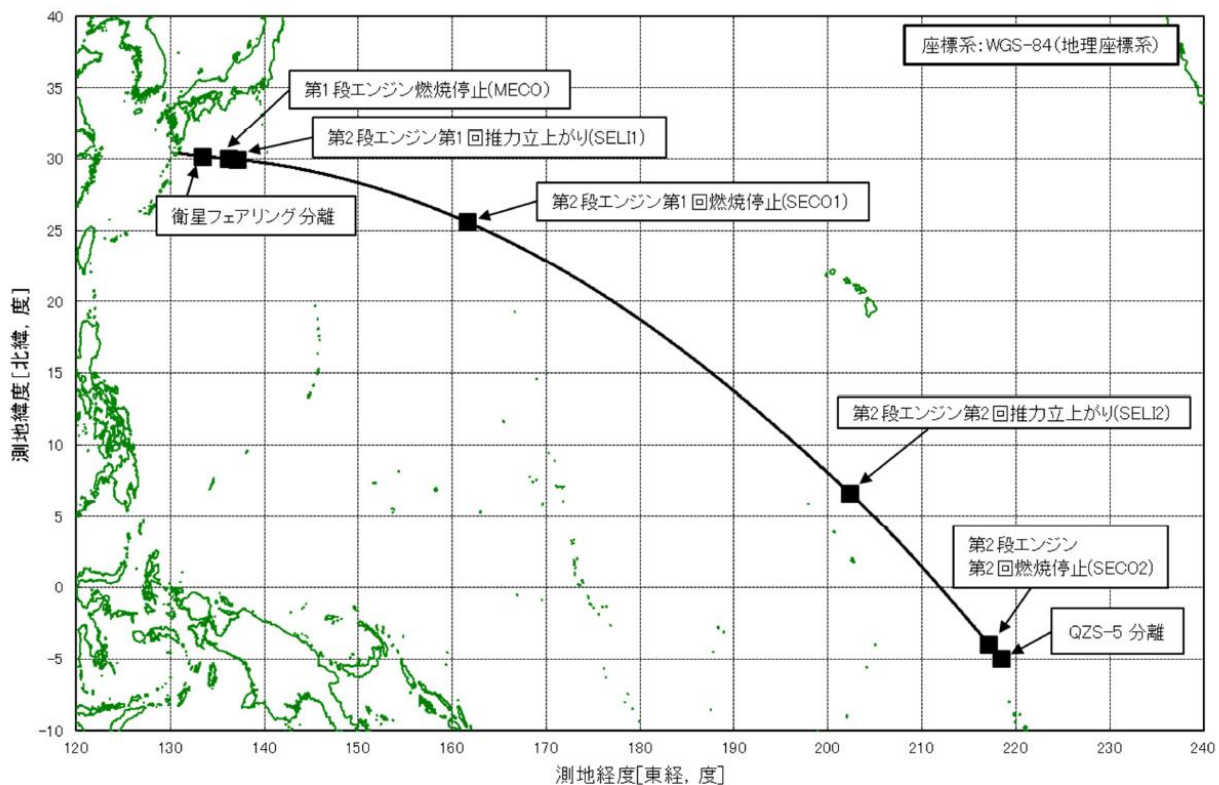 座標系：WGS-84（地理座標系）
第1段エンジン燃焼停止(MECO)
第2段エンジン第1回推力立上がり(SELI1)
衛星フェアリング分離
第2段エンジン第1回燃焼停止(SECO1)
第2段エンジン第2回推力立上がり(SELI2)
第2段エンジン
第2回燃焼停止(SECO2)
QZS-5 分離
測地緯度[北緯, 度]
40
35
30
25
20
15
10
5
0
-5
-10
120 130 140 150 160 170 180 190 200 210 220 230 240
測地経度[東経, 度]